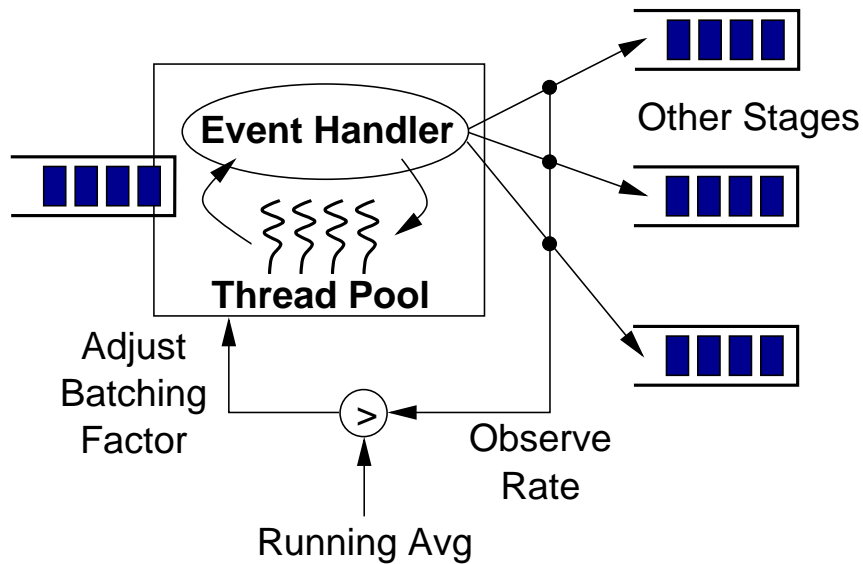 Event Handler
Other Stages
Thread Pool
Adjust
Batching
Factor
>
Observe
Rate
Running Avg